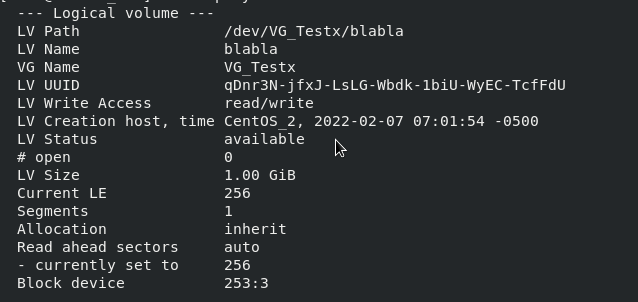 --- Logical volume ---
LV Path                /dev/VG_Testx/blabla
LV Name                blabla
VG Name                VG_Testx
LV UUID                qDnr3N-jfxJ-LsLG-Wbdk-1biU-WyEC-TcfFdU
LV Write Access        read/write
LV Creation host, time CentOS_2, 2022-02-07 07:01:54 -0500
LV Status              available
# open                 0
LV Size                1.00 GiB
Current LE             256
Segments               1
Allocation             inherit
Read ahead sectors     auto
- currently set to     256
Block device           253:3